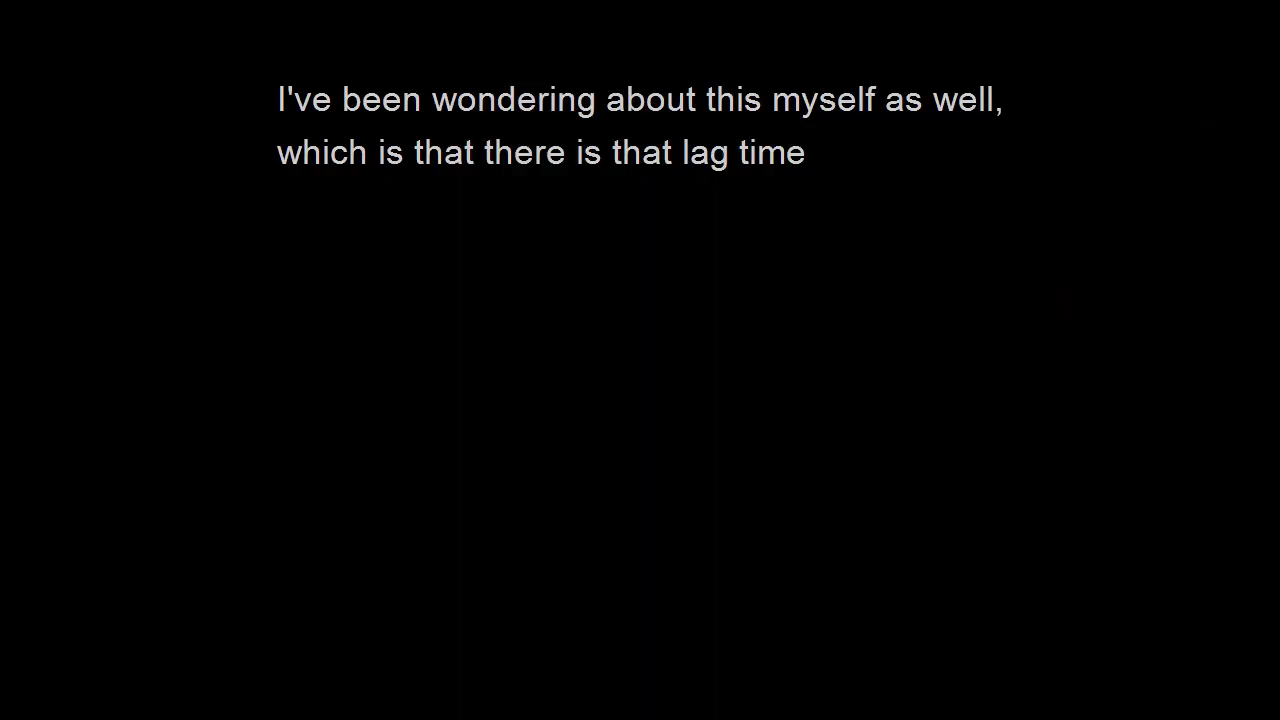 I've been wondering about this myself as well,
which is that there is that lag time